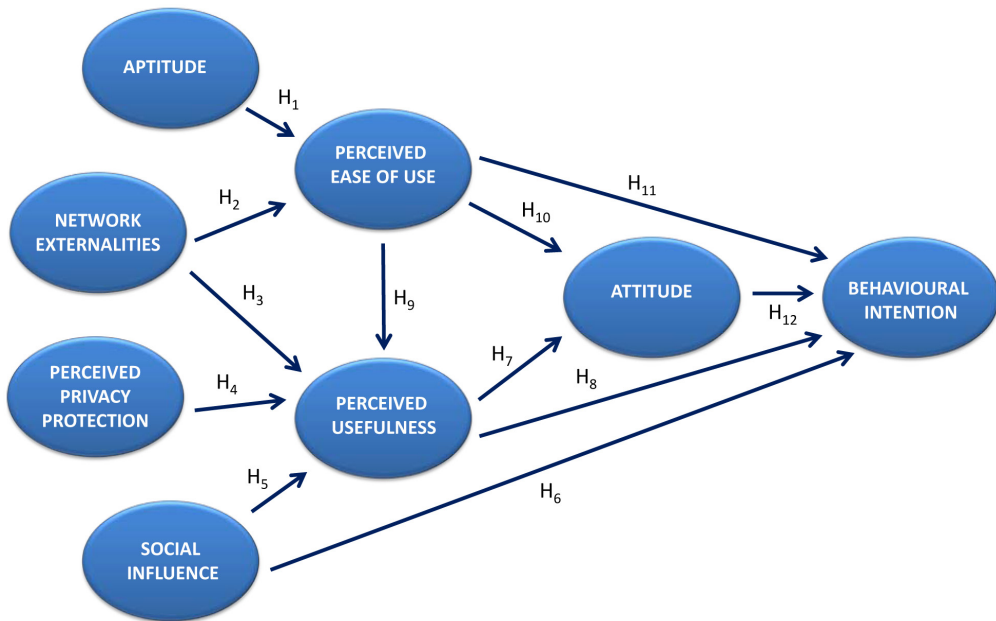 APTITUDE
H1
PERCEIVED
EASE OF USE
H11
H2
H10
NETWORK
EXTERNALITIES
H3
H9
ATTITUDE
H12
BEHAVIOURAL
INTENTION
PERCEIVED
PRIVACY
PROTECTION
H4
H7
H8
PERCEIVED
USEFULNESS
H5
H6
SOCIAL
INFLUENCE